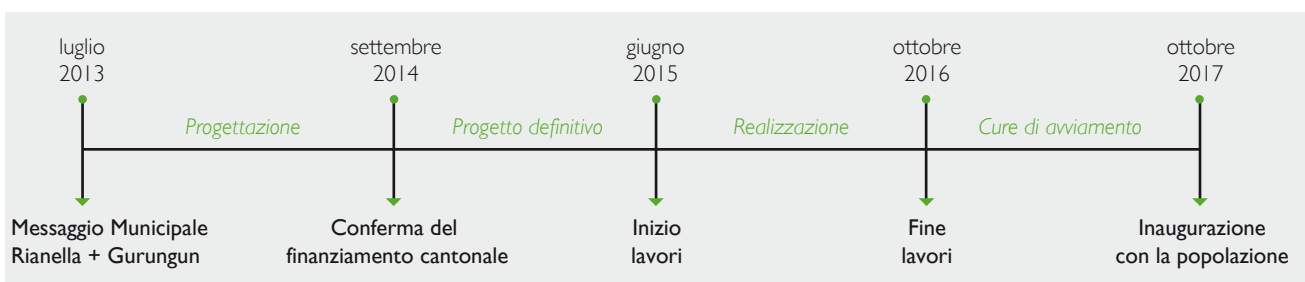 luglio
2013
settembre
2014
giugno
2015
ottobre
2016
ottobre
2017
Progettazione
Progetto definitivo
Realizzazione
Cure di avviamento
Messaggio Municipale
Rianella + Gurungun
Conferma del
finanziamento cantonale
Inizio
lavori
Fine
lavori
Inaugurazione
con la popolazione